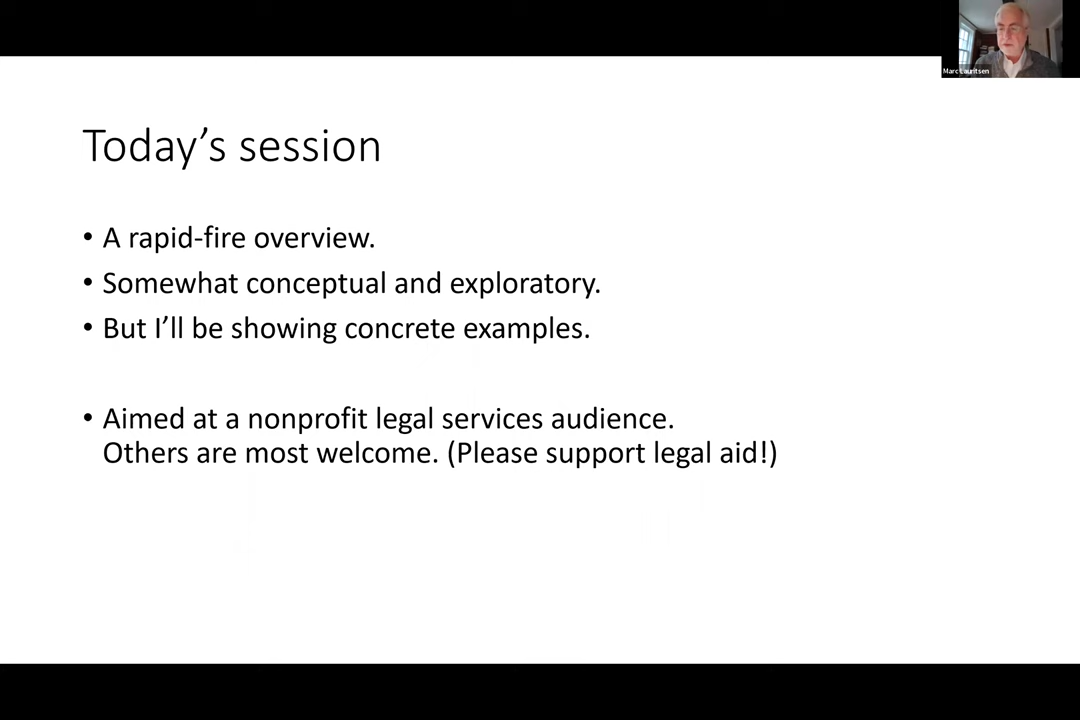 Marc Lauritsen
Today’s session
• A rapid-fire overview.
• Somewhat conceptual and exploratory.
• But I’ll be showing concrete examples.
• Aimed at a nonprofit legal services audience.
Others are most welcome. (Please support legal aid!)